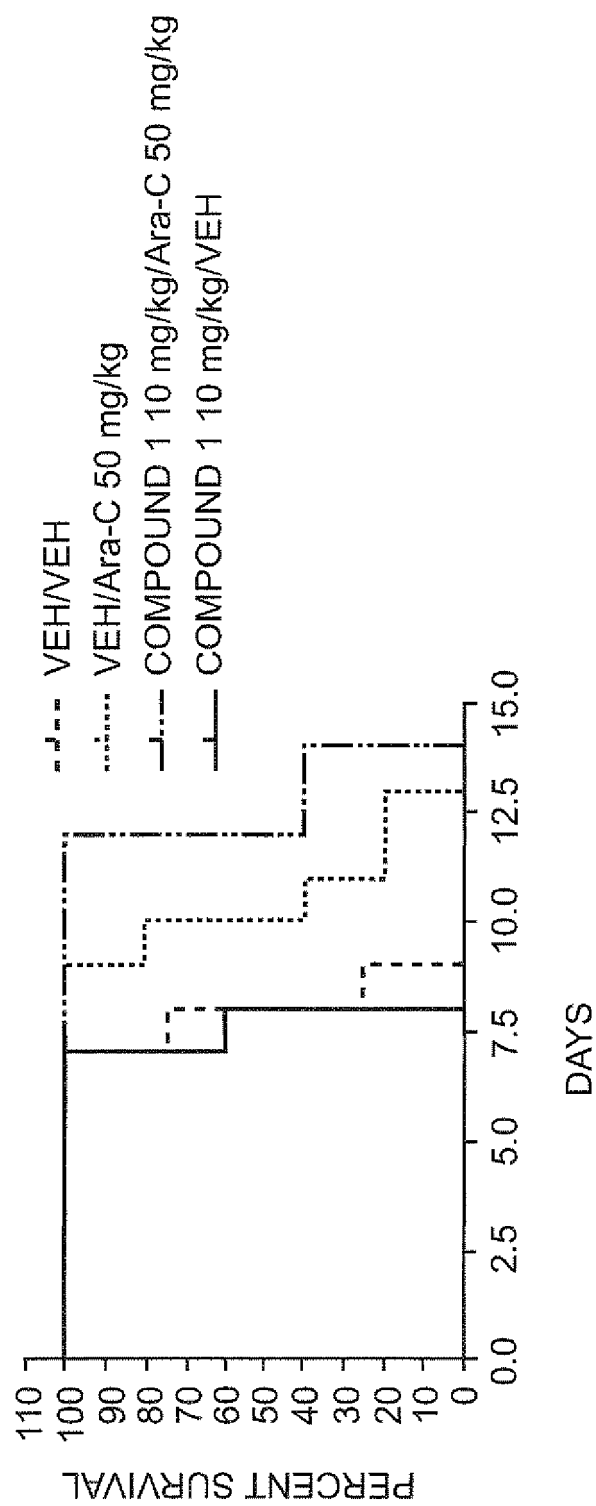 VEH/VEH
VEH/Ara-C 50 mg/kg
COMPOUND 1 10 mg/kg/Ara-C 50 mg/kg
COMPOUND 1 10 mg/kg/VEH
PERCENT SURVIVAL
110
100
90
80
70
60
50
40
30
20
10
0
0.0 2.5 5.0 7.5 10.0 12.5 15.0
DAYS